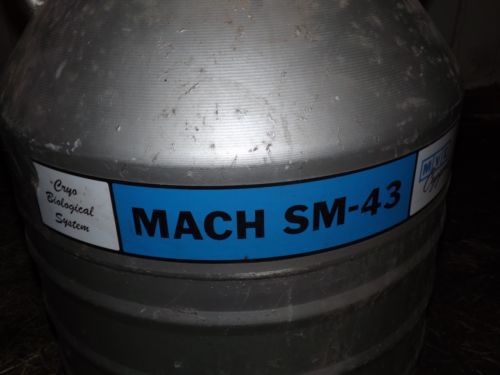 Cryo
Biological
System
MACH SM-43